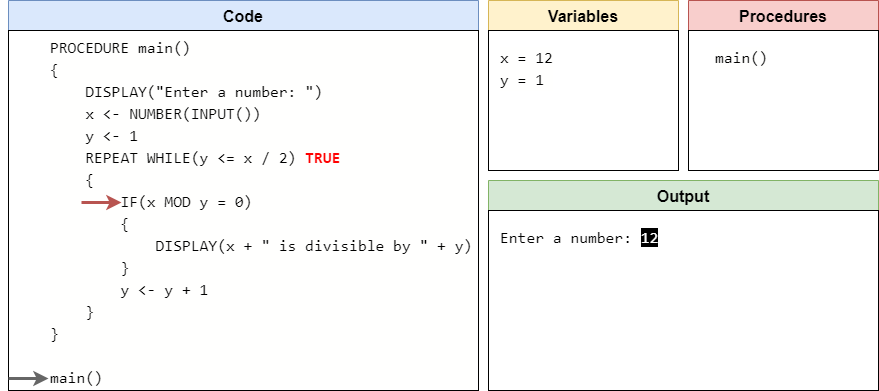 Code
PROCEDURE main()
{
DISPLAY("Enter a number: ")
x <- NUMBER(INPUT())
y <- 1
REPEAT WHILE(y <= x / 2) TRUE
{
IF(x MOD y = 0)
{
DISPLAY(x + " is divisible by " + y)
}
y <- y + 1
}
}
main()
Variables
x = 12
y = 1
Procedures
main()
Output
Enter a number: 12